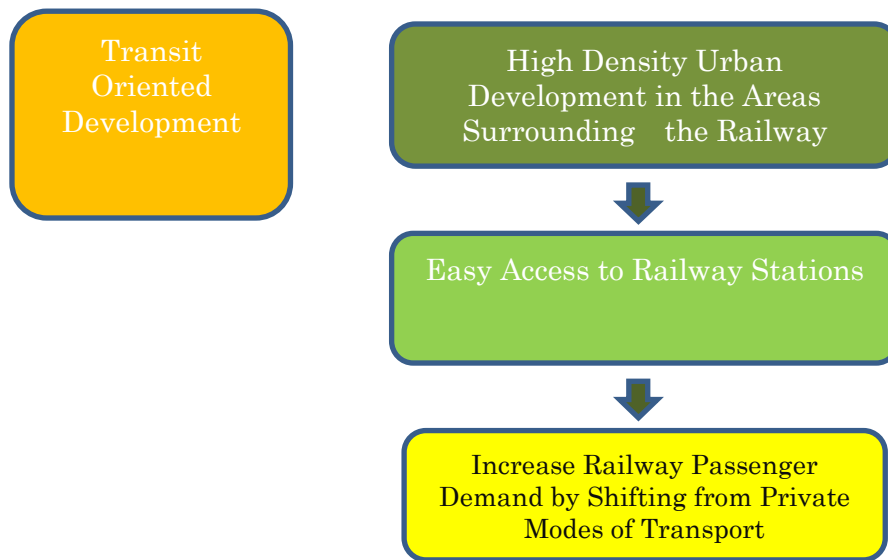 Transit
Oriented
Development
High Density Urban
Development in the Areas
Surrounding the Railway
Easy Access to Railway Stations
Increase Railway Passenger
Demand by Shifting from Private
Modes of Transport